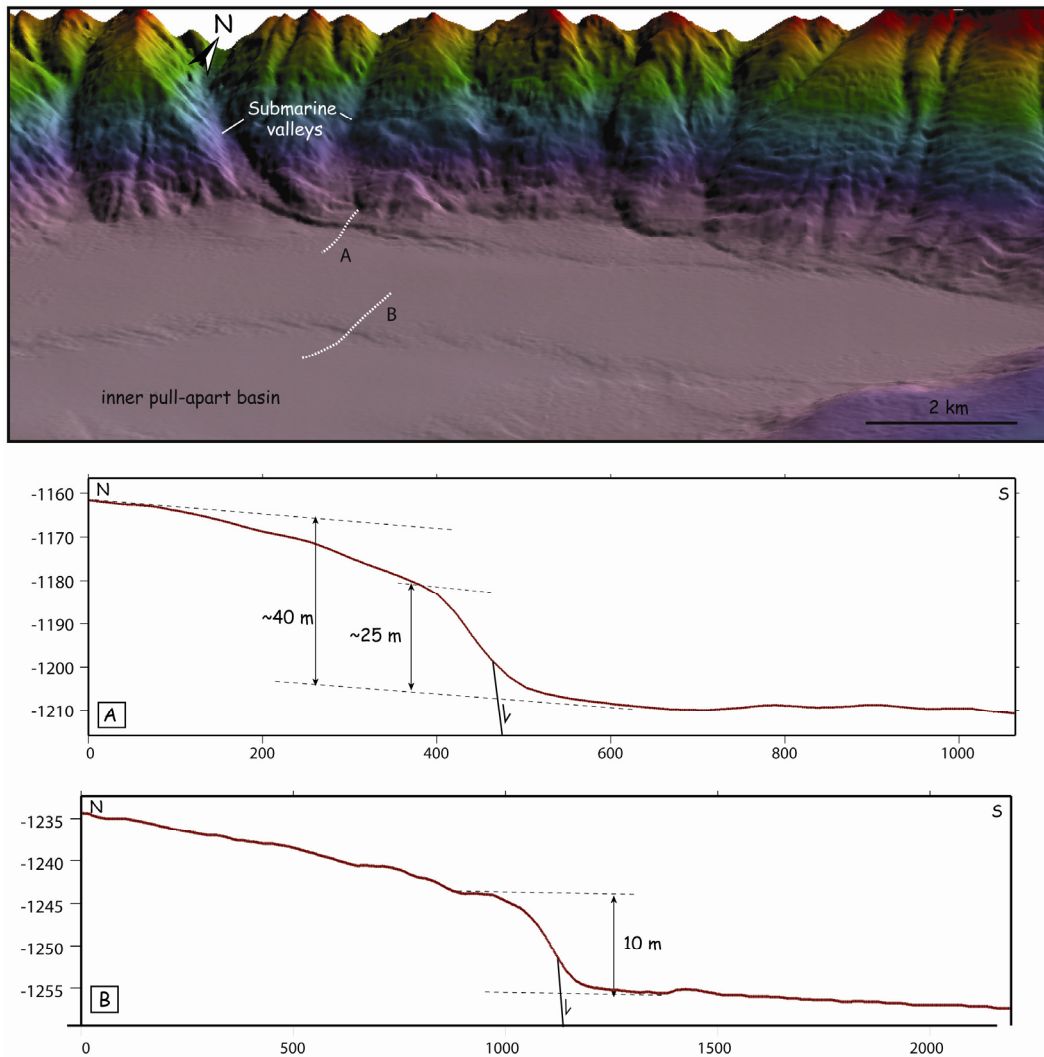 N
Submarine
valleys
A
B
inner pull-apart basin
2 km
N
S
-1160
-1170
-1180
-1190
-1200
-1210
~40 m
~25 m
A
0
200
400
600
800
1000
N
S
-1235
-1240
-1245
-1250
-1255
10 m
B
0
500
1000
1500
2000